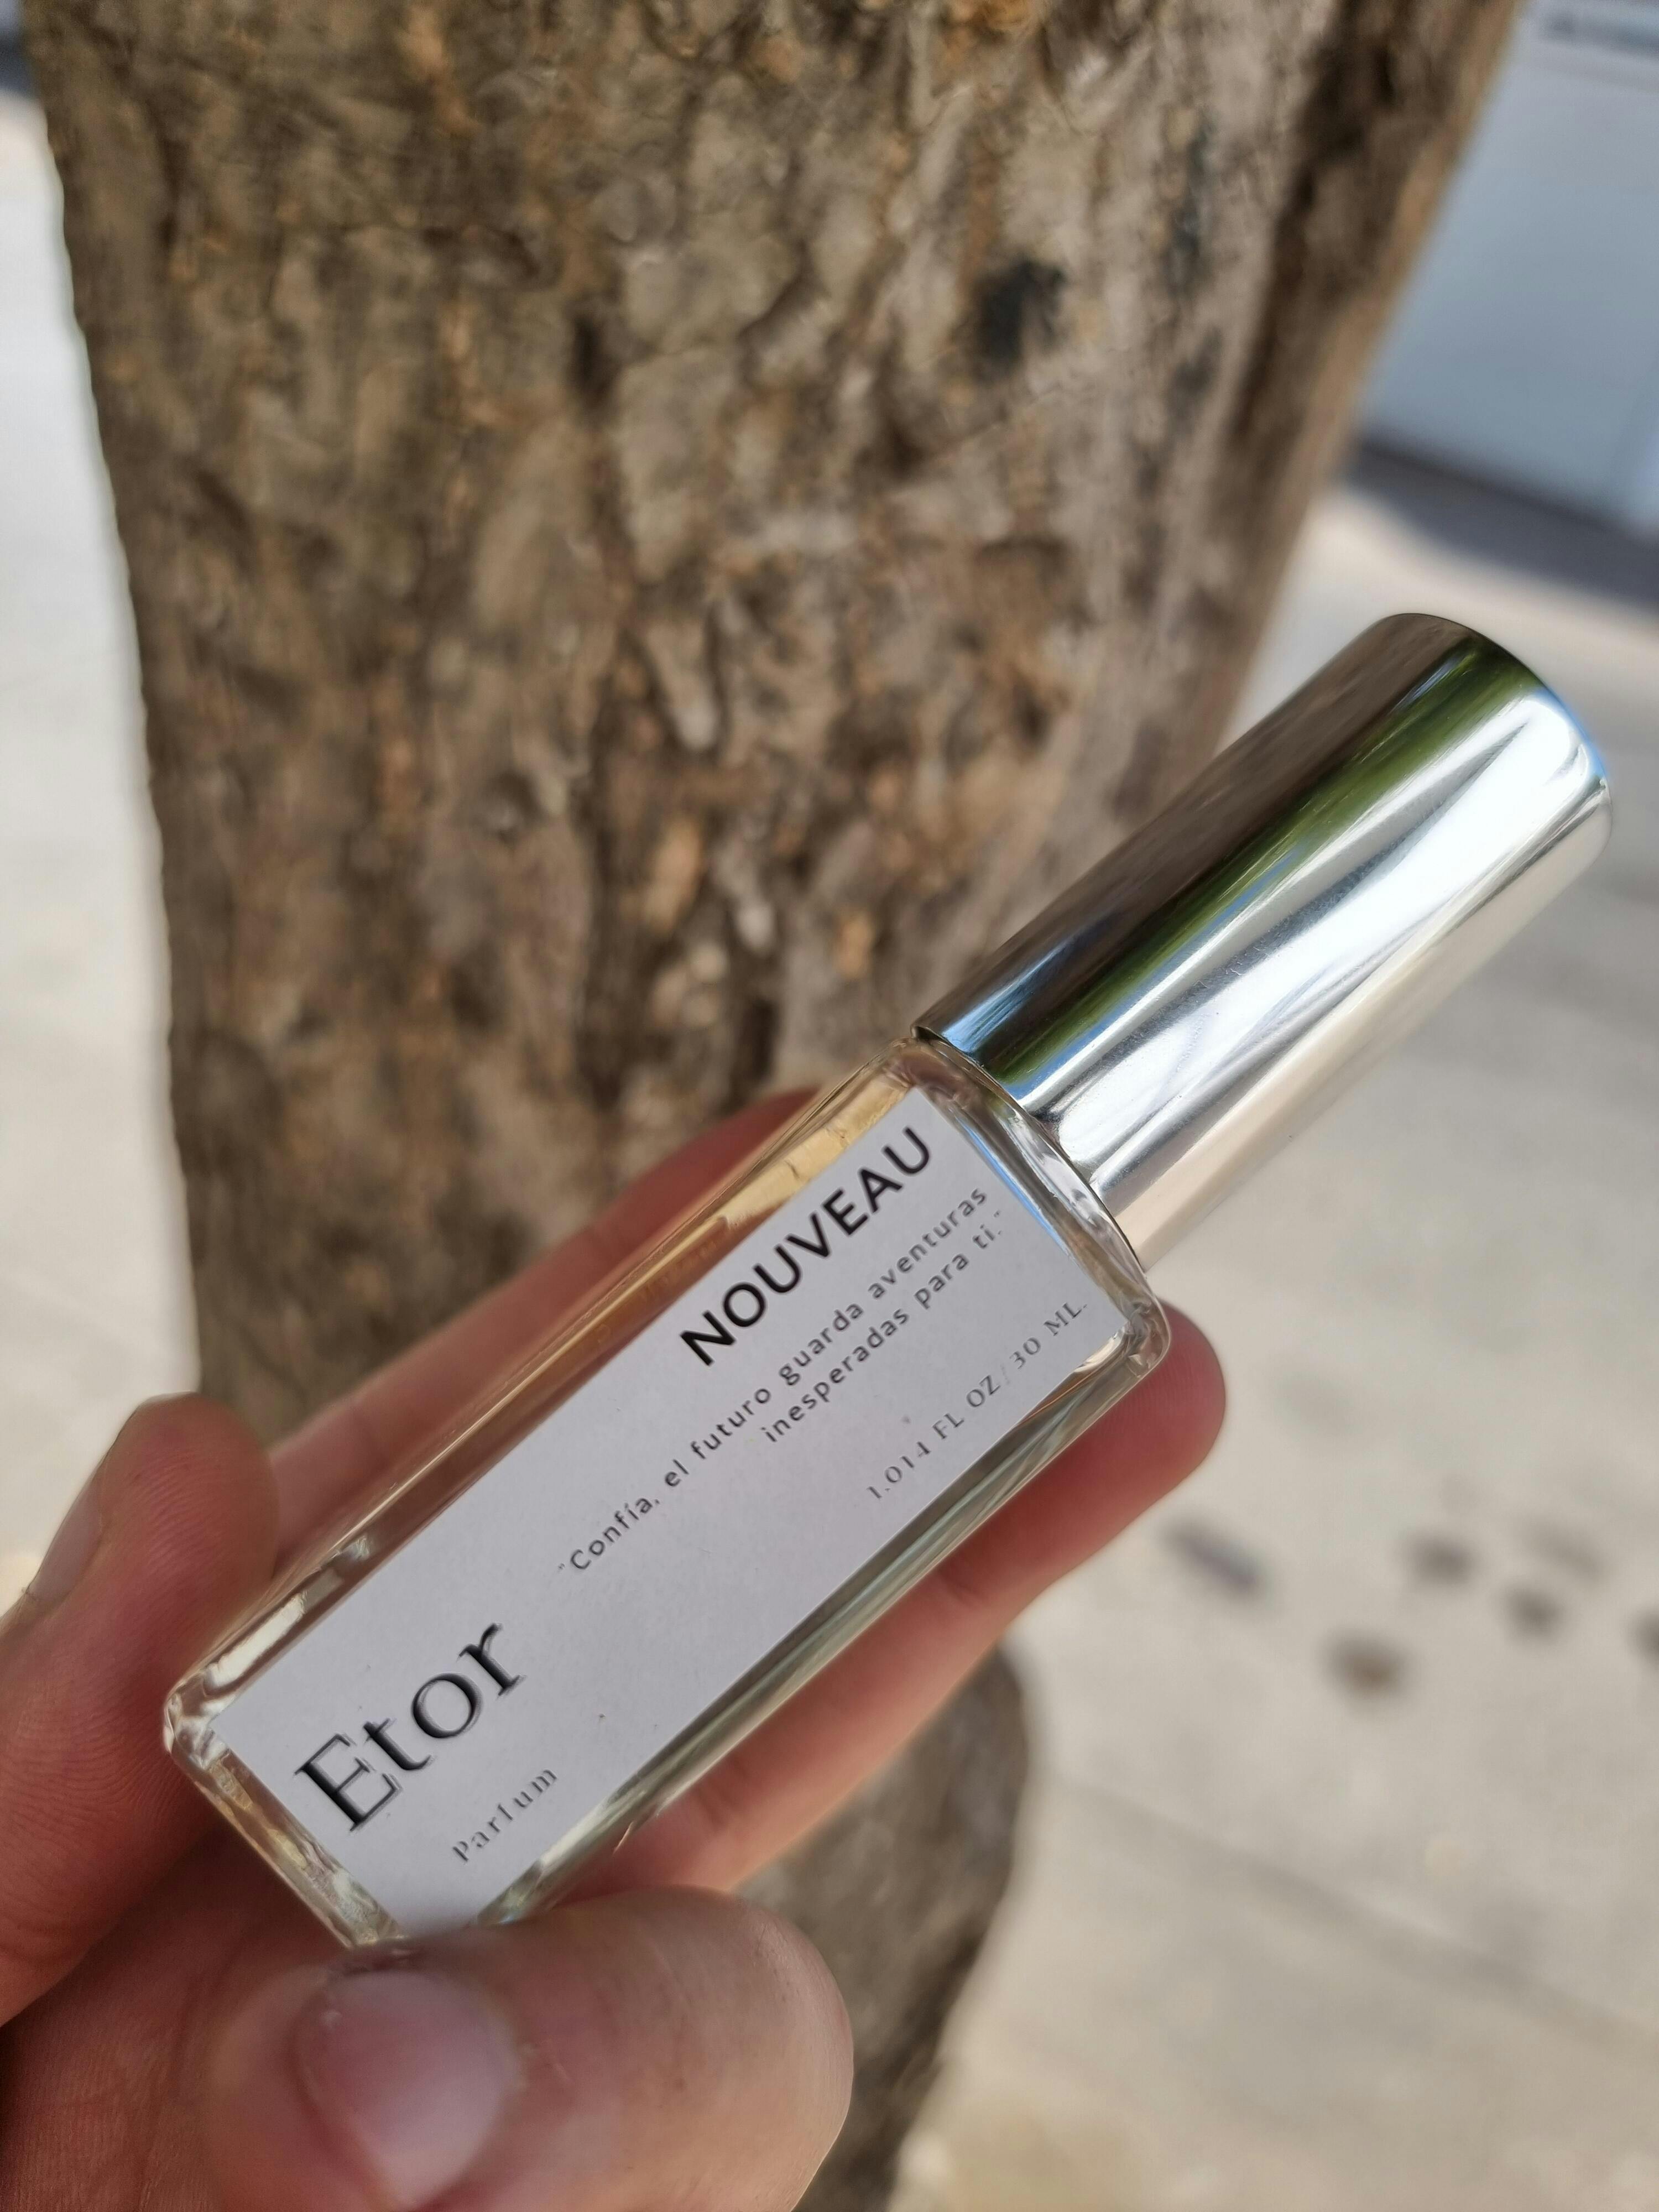 NOUVEAU
"Confía, el futuro guarda aventuras
inesperadas para ti."
1.014 FL OZ/30 ML.
Etor
Parfum